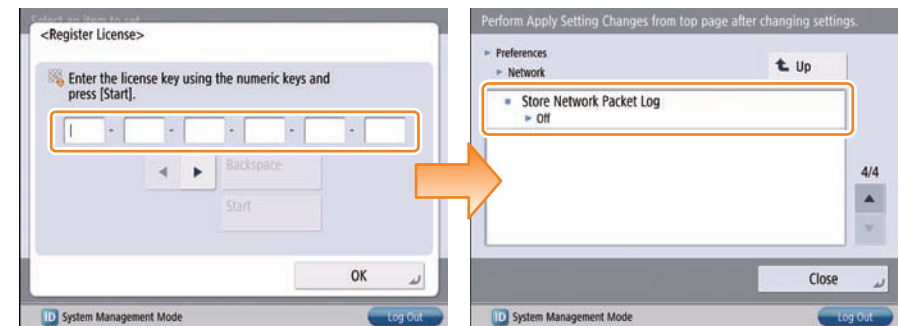 Select an item to set.
<Register License>
Enter the license key using the numeric keys and
press [Start].
- - - - -
Backspace
Start
OK
ID System Management Mode
Log Out
Perform Apply Setting Changes from top page after changing settings.
Preferences
Network
Up
Store Network Packet Log
Off
4/4
Close
ID System Management Mode
Log Out